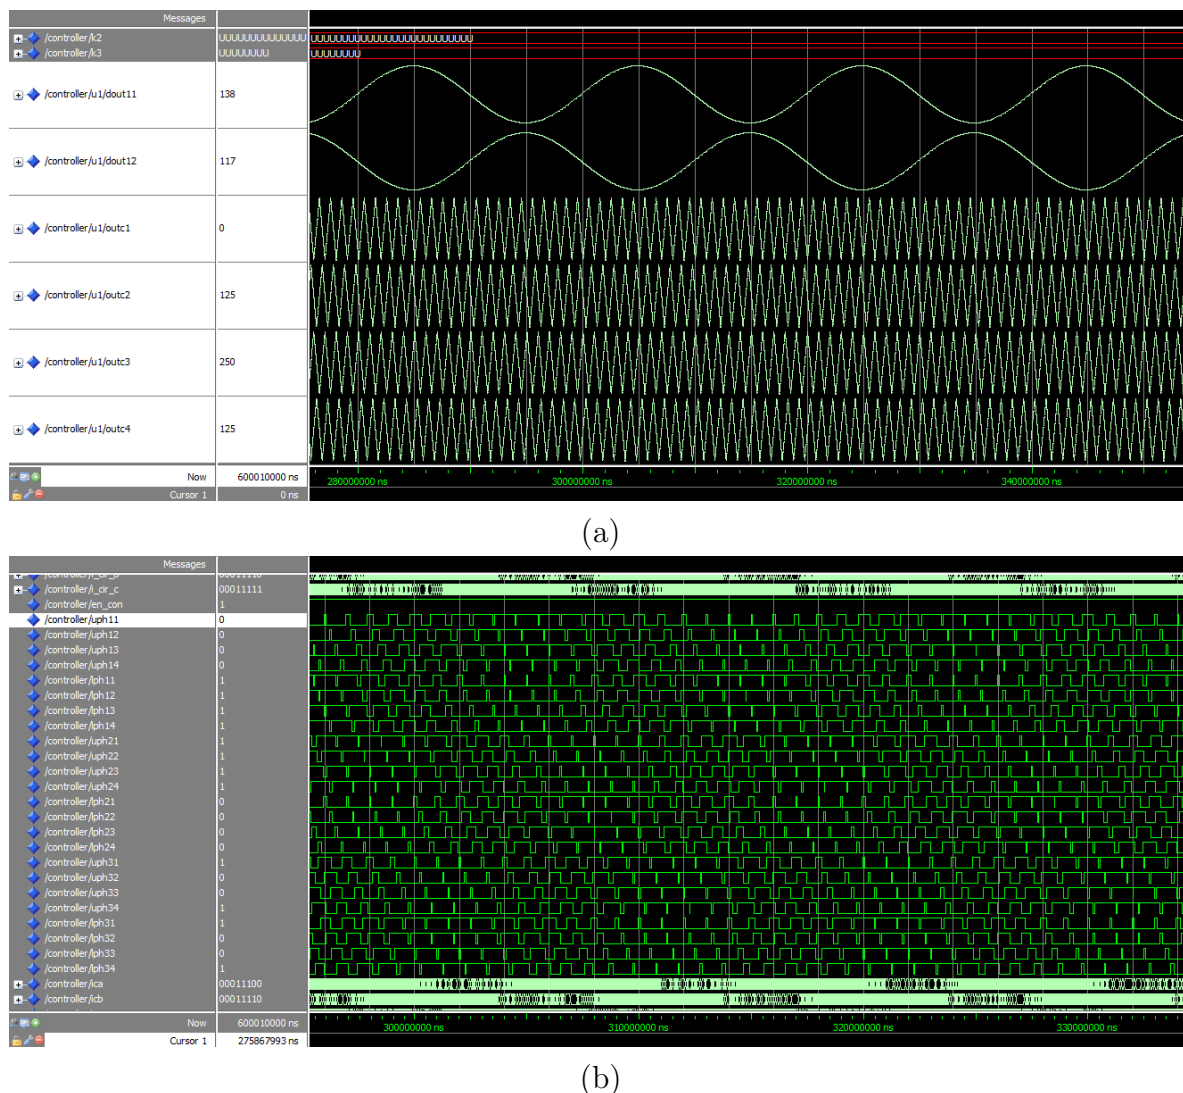 Messages
/controller/k2 UUUUUUUUUUUUUU UUUUUUUUUUUUUUUUUUUUUUUUUU
/controller/k3 UUUUUUUU UUUUUUUU
/controller/u1/dout11 138
/controller/u1/dout12 117
/controller/u1/outc1 0
/controller/u1/outc2 125
/controller/u1/outc3 250
/controller/u1/outc4 125
Now 600010000 ns 280000000 ns 300000000 ns 320000000 ns 340000000 ns
Cursor 1 0 ns
(a)
Messages
/controller/i_cir_b 00011110
/controller/i_cir_c 00011111
/controller/en_con 1
/controller/uph11 0
/controller/uph12 0
/controller/uph13 0
/controller/uph14 0
/controller/lph11 1
/controller/lph12 1
/controller/lph13 1
/controller/lph14 1
/controller/uph21 1
/controller/uph22 1
/controller/uph23 1
/controller/uph24 1
/controller/lph21 0
/controller/lph22 0
/controller/lph23 0
/controller/lph24 0
/controller/uph31 1
/controller/uph32 0
/controller/uph33 0
/controller/uph34 1
/controller/lph31 1
/controller/lph32 0
/controller/lph33 0
/controller/lph34 1
/controller/ica 00011100
/controller/icb 00011110
Now 600010000 ns 300000000 ns 310000000 ns 320000000 ns 330000000 ns
Cursor 1 275867993 ns
(b)